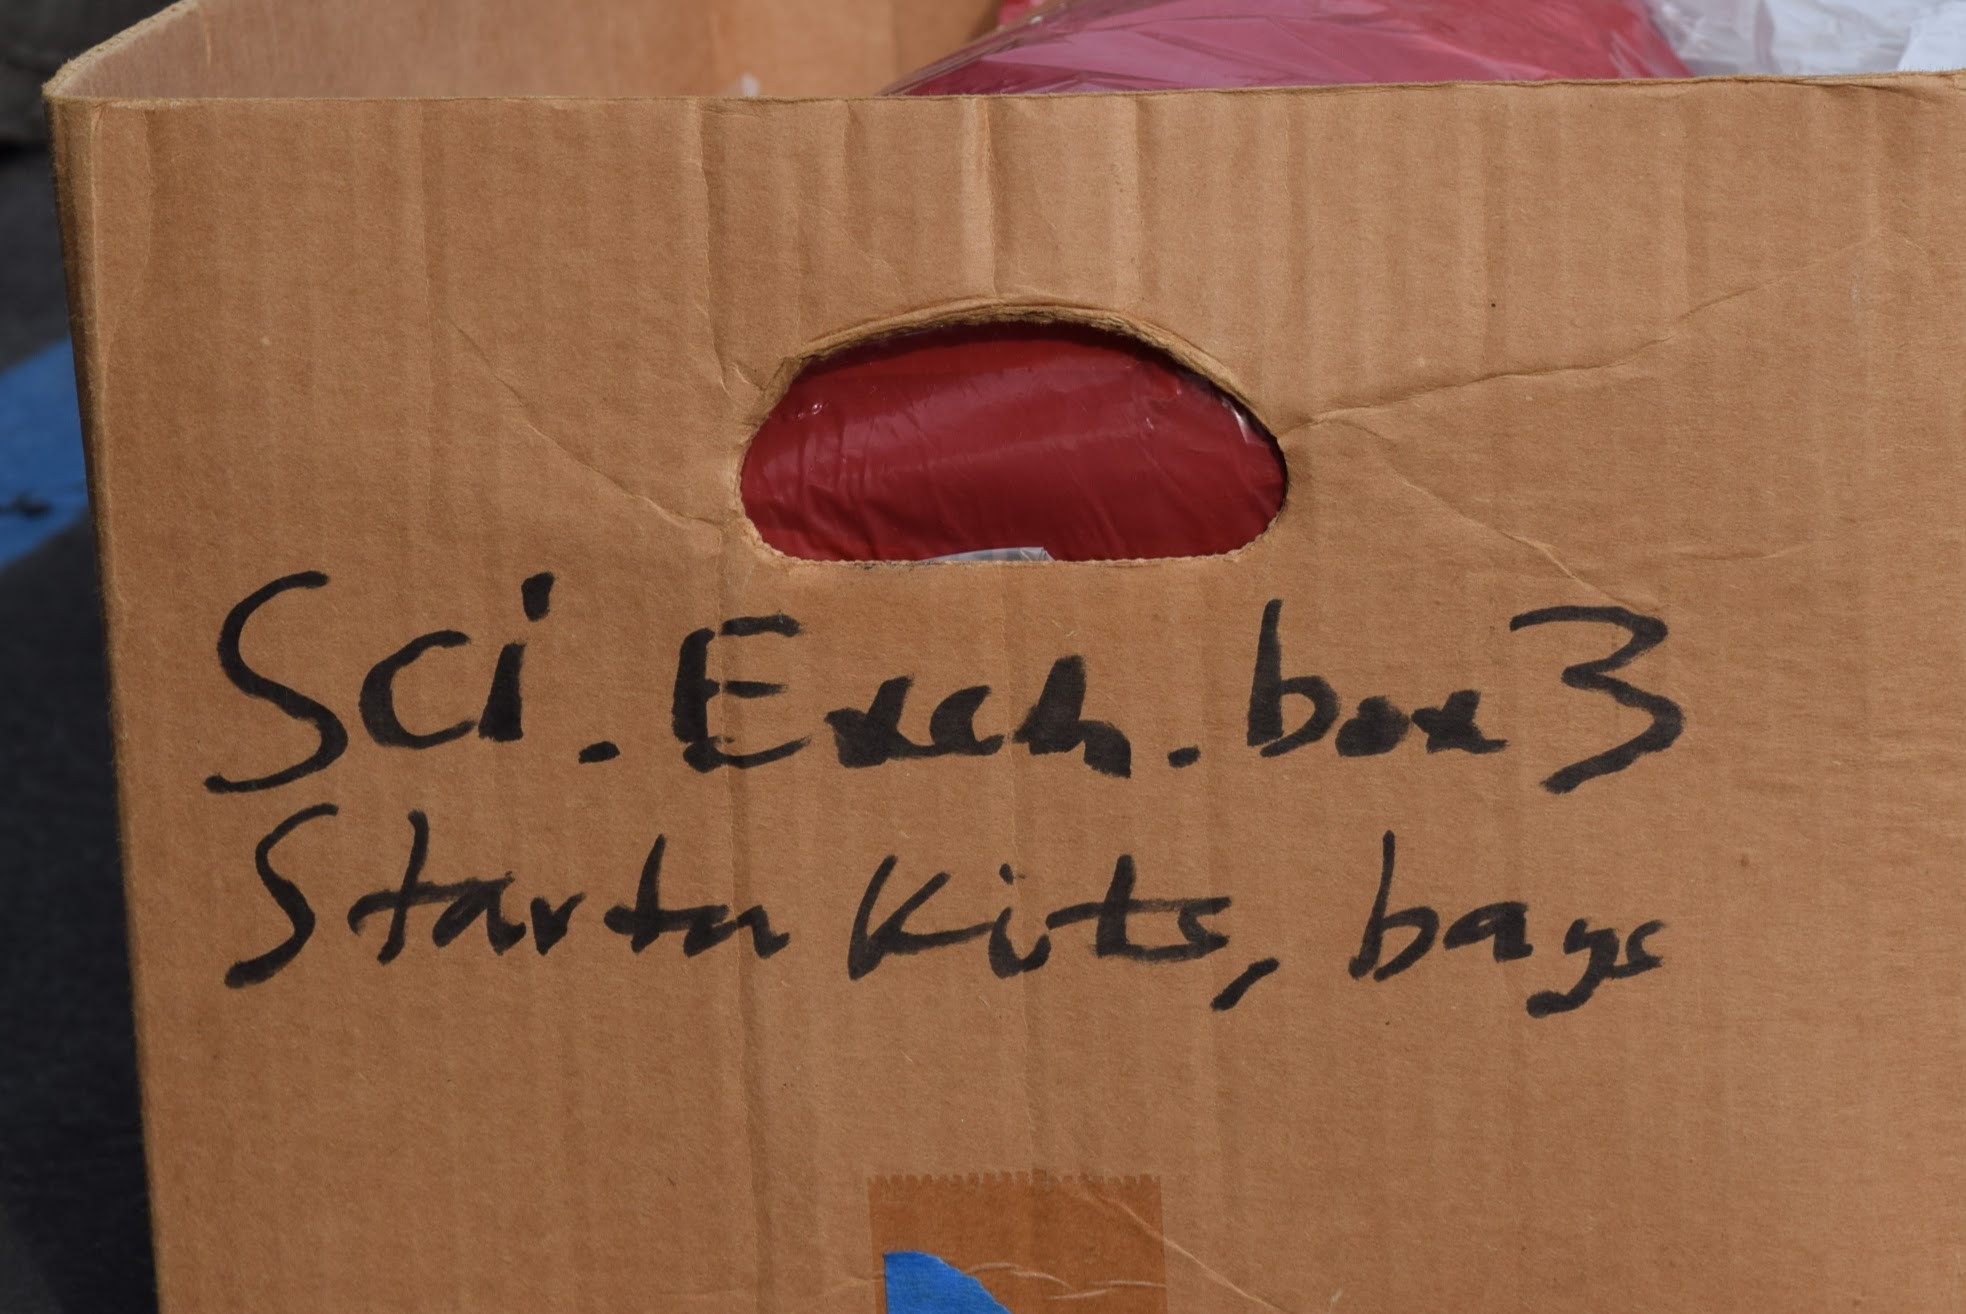 Sci. Exch. box 3
Starter Kits, bags